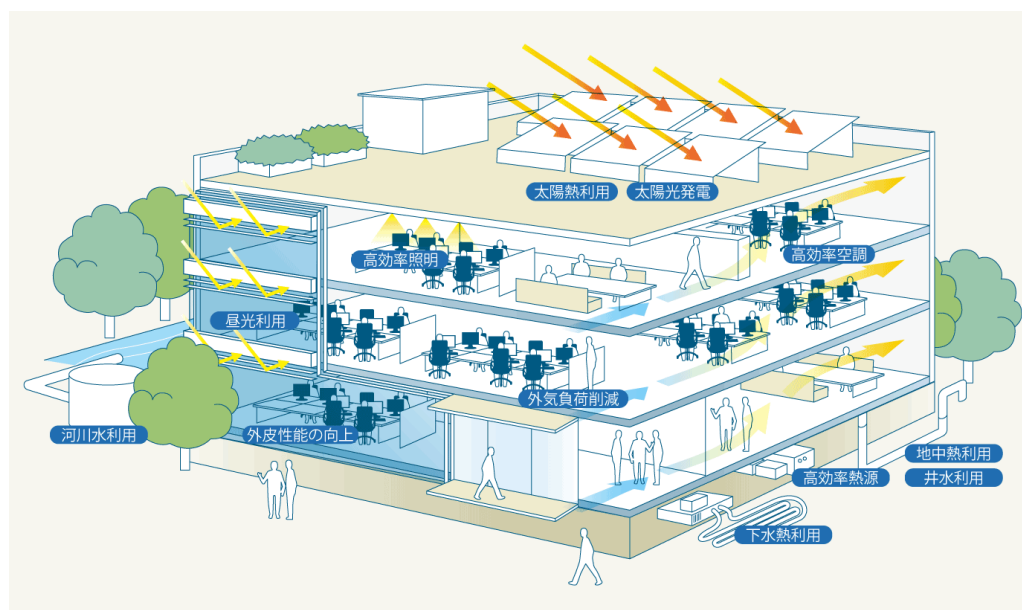 太陽熱利用
太陽光発電
高効率照明
高効率空調
昼光利用
外気負荷削減
河川水利用
外皮性能の向上
地中熱利用
高効率熱源
井水利用
下水熱利用